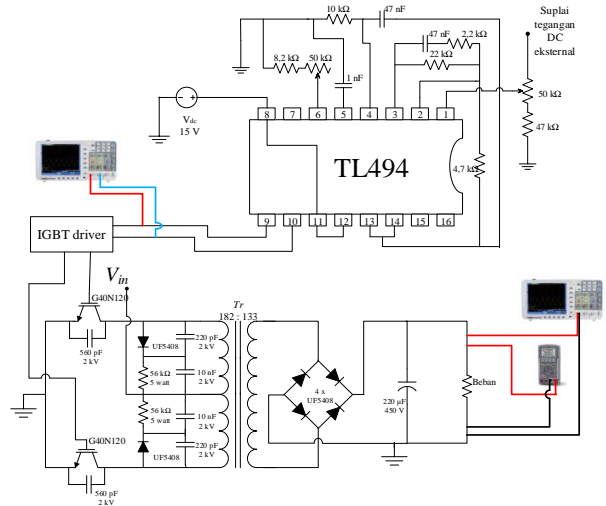 Suplai
tegangan
DC
eksternal
10 kΩ
47 nF
8,2 kΩ
50 kΩ
1 nF
47 nF
2,2 kΩ
22 kΩ
50 kΩ
47 kΩ
Vdc
15 V
8
7
6
5
4
3
2
1
TL494
4,7 kΩ
9
10
11
12
13
14
15
16
IGBT driver
Vin
G40N120
560 pF
2 kV
UF5408
56 kΩ
5 watt
56 kΩ
5 watt
UF5408
220 pF
2 kV
10 nF
2 kV
10 nF
2 kV
220 pF
2 kV
Tr
182 : 133
4 x
UF5408
220 µF
450 V
Beban
G40N120
560 pF
2 kV